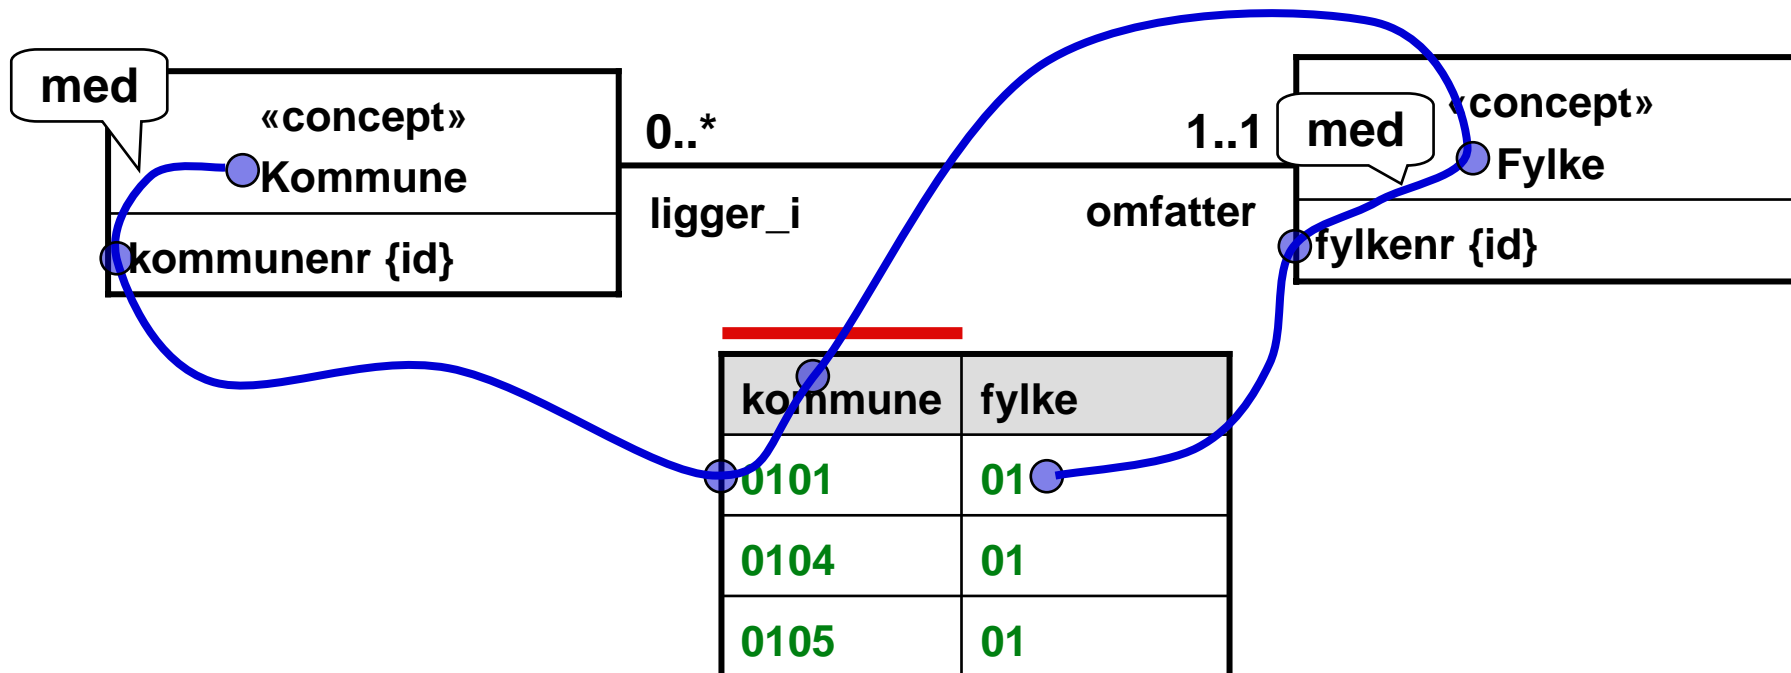 med
«concept»
Kommune
kommunenr {id}
0..*
1..1
ligger_i
omfatter
med
«concept»
Fylke
fylkenr {id}
kommune fylke
0101 01
0104 01
0105 01